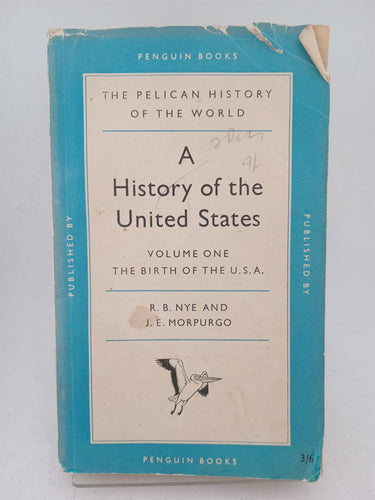 PENGUIN BOOKS
THE PELICAN HISTORY
OF THE WORLD
A
History of the
United States
VOLUME ONE
THE BIRTH OF THE U.S.A.
R. B. NYE AND
J. E. MORPURGO
PUBLISHED BY
PUBLISHED BY
PENGUIN BOOKS
3/6